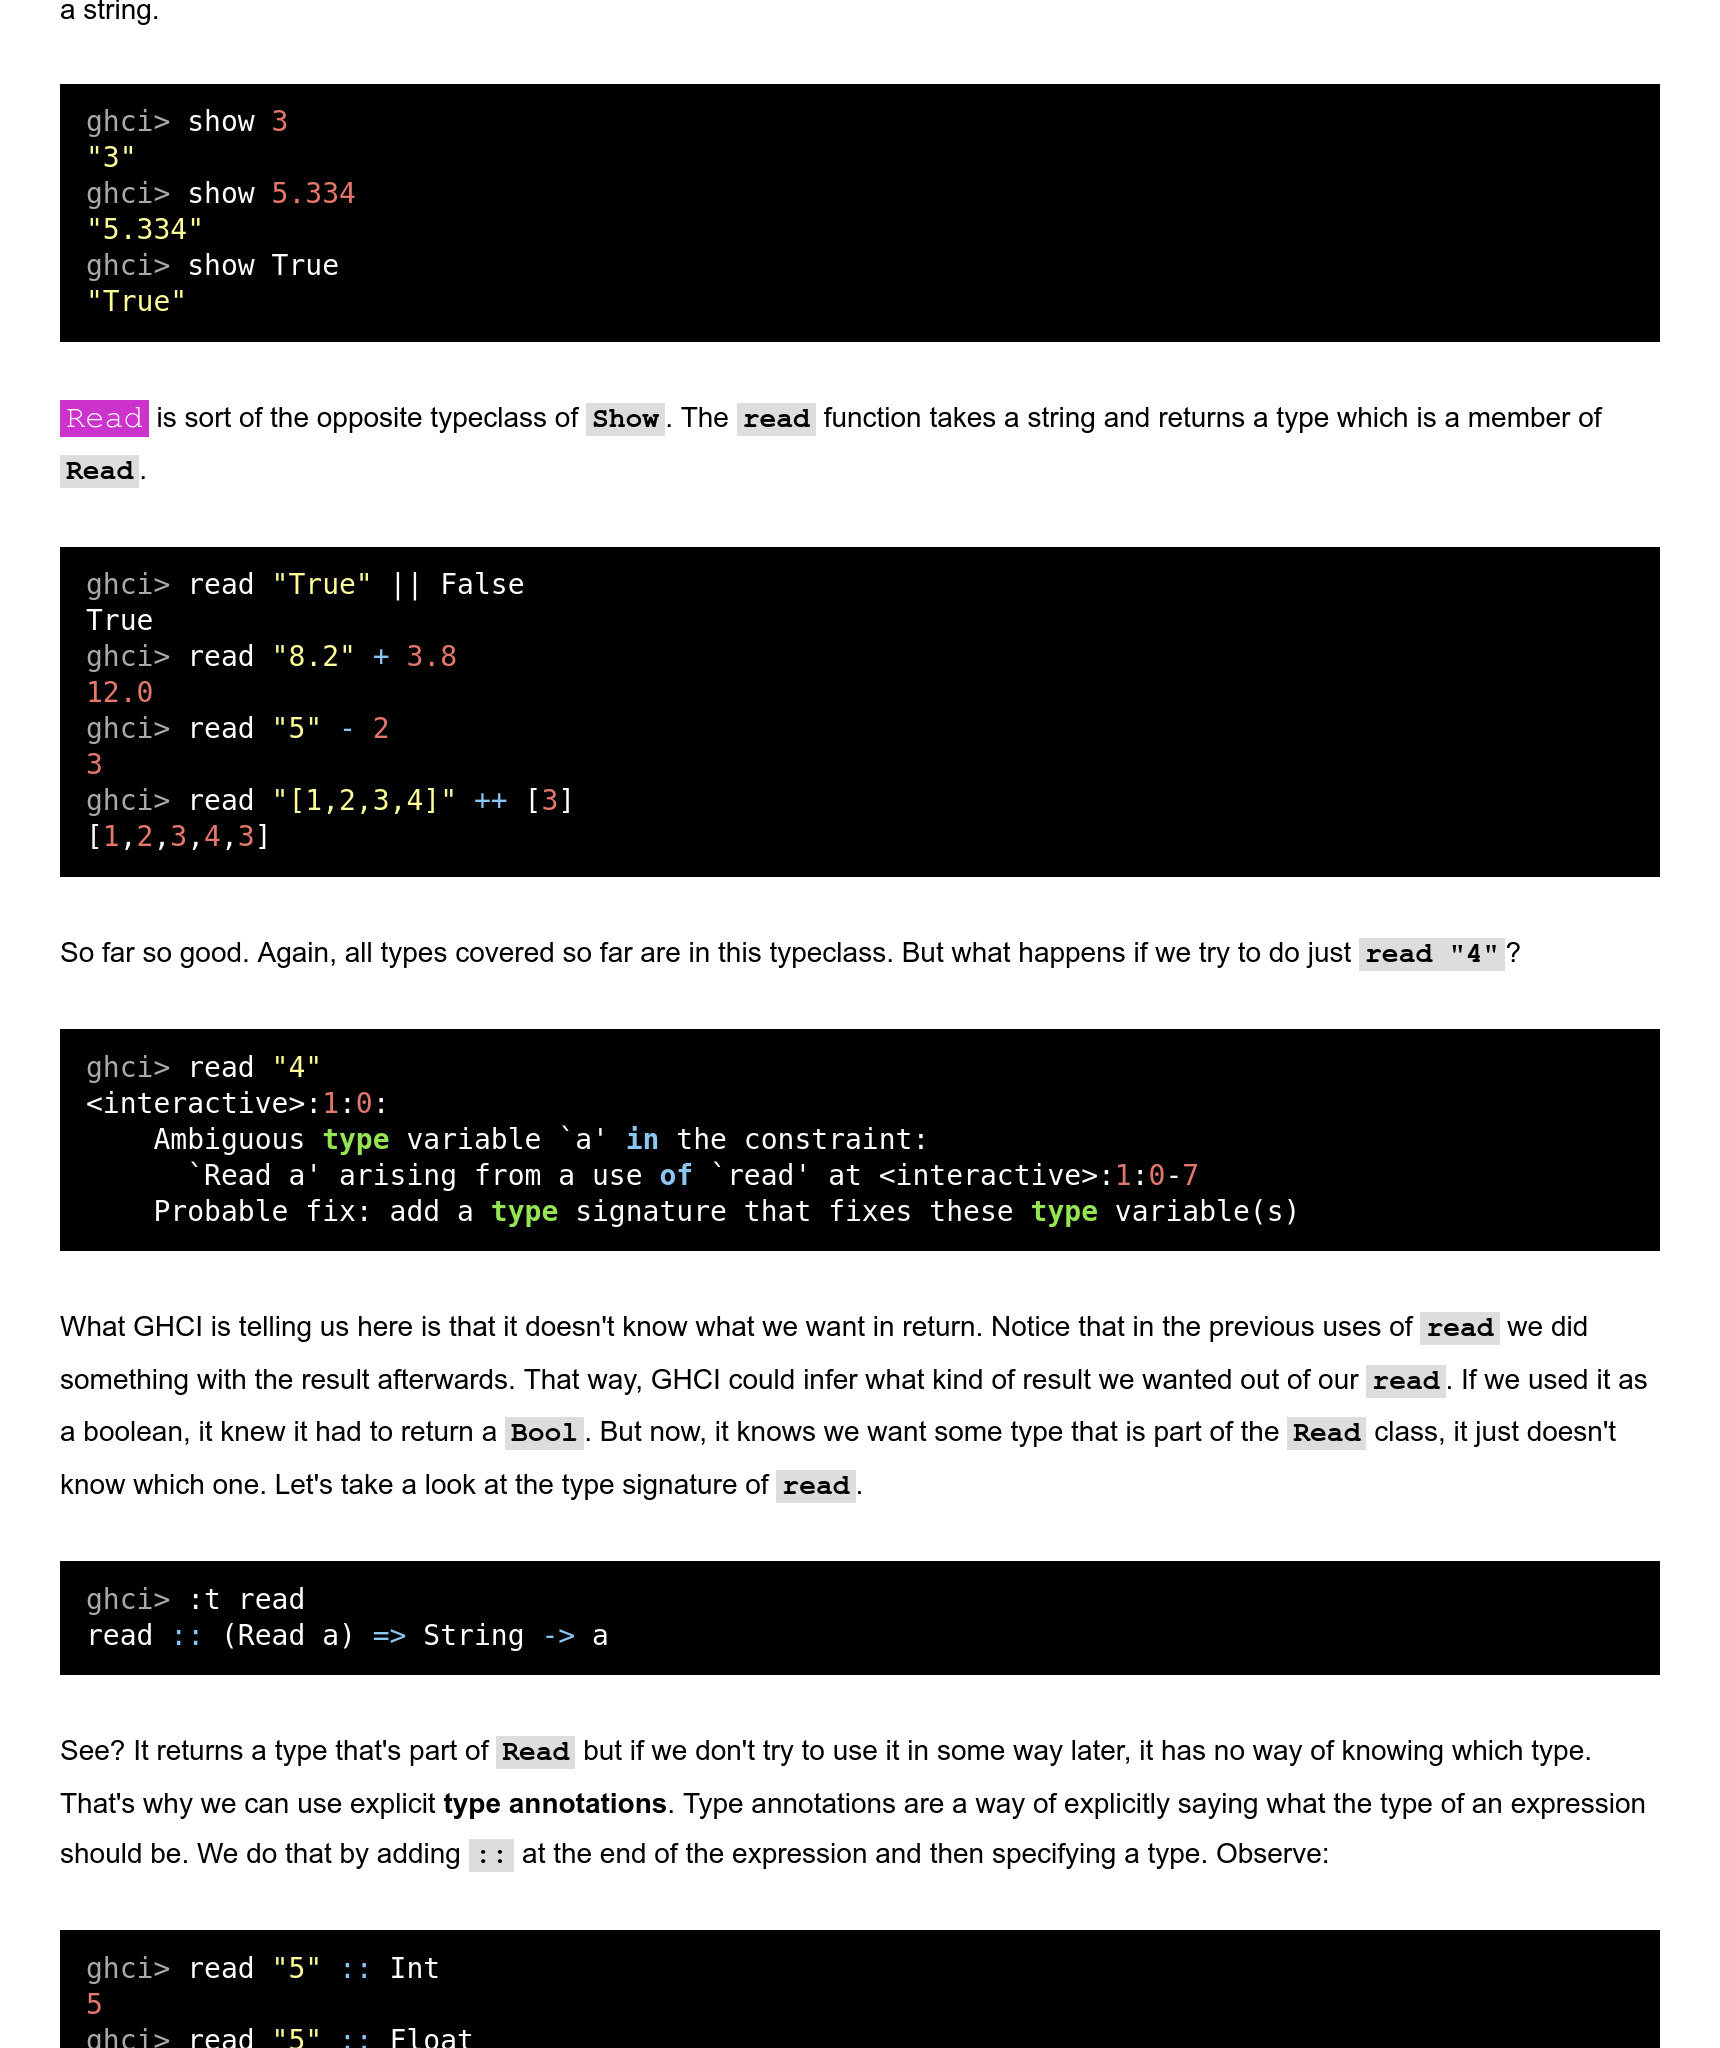 a string.
ghci> show 3
"3"
ghci> show 5.334
"5.334"
ghci> show True
"True"
Read is sort of the opposite typeclass of Show. The read function takes a string and returns a type which is a member of
Read.
ghci> read "True" || False
True
ghci> read "8.2" + 3.8
12.0
ghci> read "5" - 2
3
ghci> read "[1,2,3,4]" ++ [3]
[1,2,3,4,3]
So far so good. Again, all types covered so far are in this typeclass. But what happens if we try to do just read "4"?
ghci> read "4"
<interactive>:1:0:
    Ambiguous type variable `a' in the constraint:
      `Read a' arising from a use of `read' at <interactive>:1:0-7
    Probable fix: add a type signature that fixes these type variable(s)
What GHCI is telling us here is that it doesn't know what we want in return. Notice that in the previous uses of read we did
something with the result afterwards. That way, GHCI could infer what kind of result we wanted out of our read. If we used it as
a boolean, it knew it had to return a Bool. But now, it knows we want some type that is part of the Read class, it just doesn't
know which one. Let's take a look at the type signature of read.
ghci> :t read
read :: (Read a) => String -> a
See? It returns a type that's part of Read but if we don't try to use it in some way later, it has no way of knowing which type.
That's why we can use explicit type annotations. Type annotations are a way of explicitly saying what the type of an expression
should be. We do that by adding :: at the end of the expression and then specifying a type. Observe:
ghci> read "5" :: Int
5
ghci> read "5" :: Float